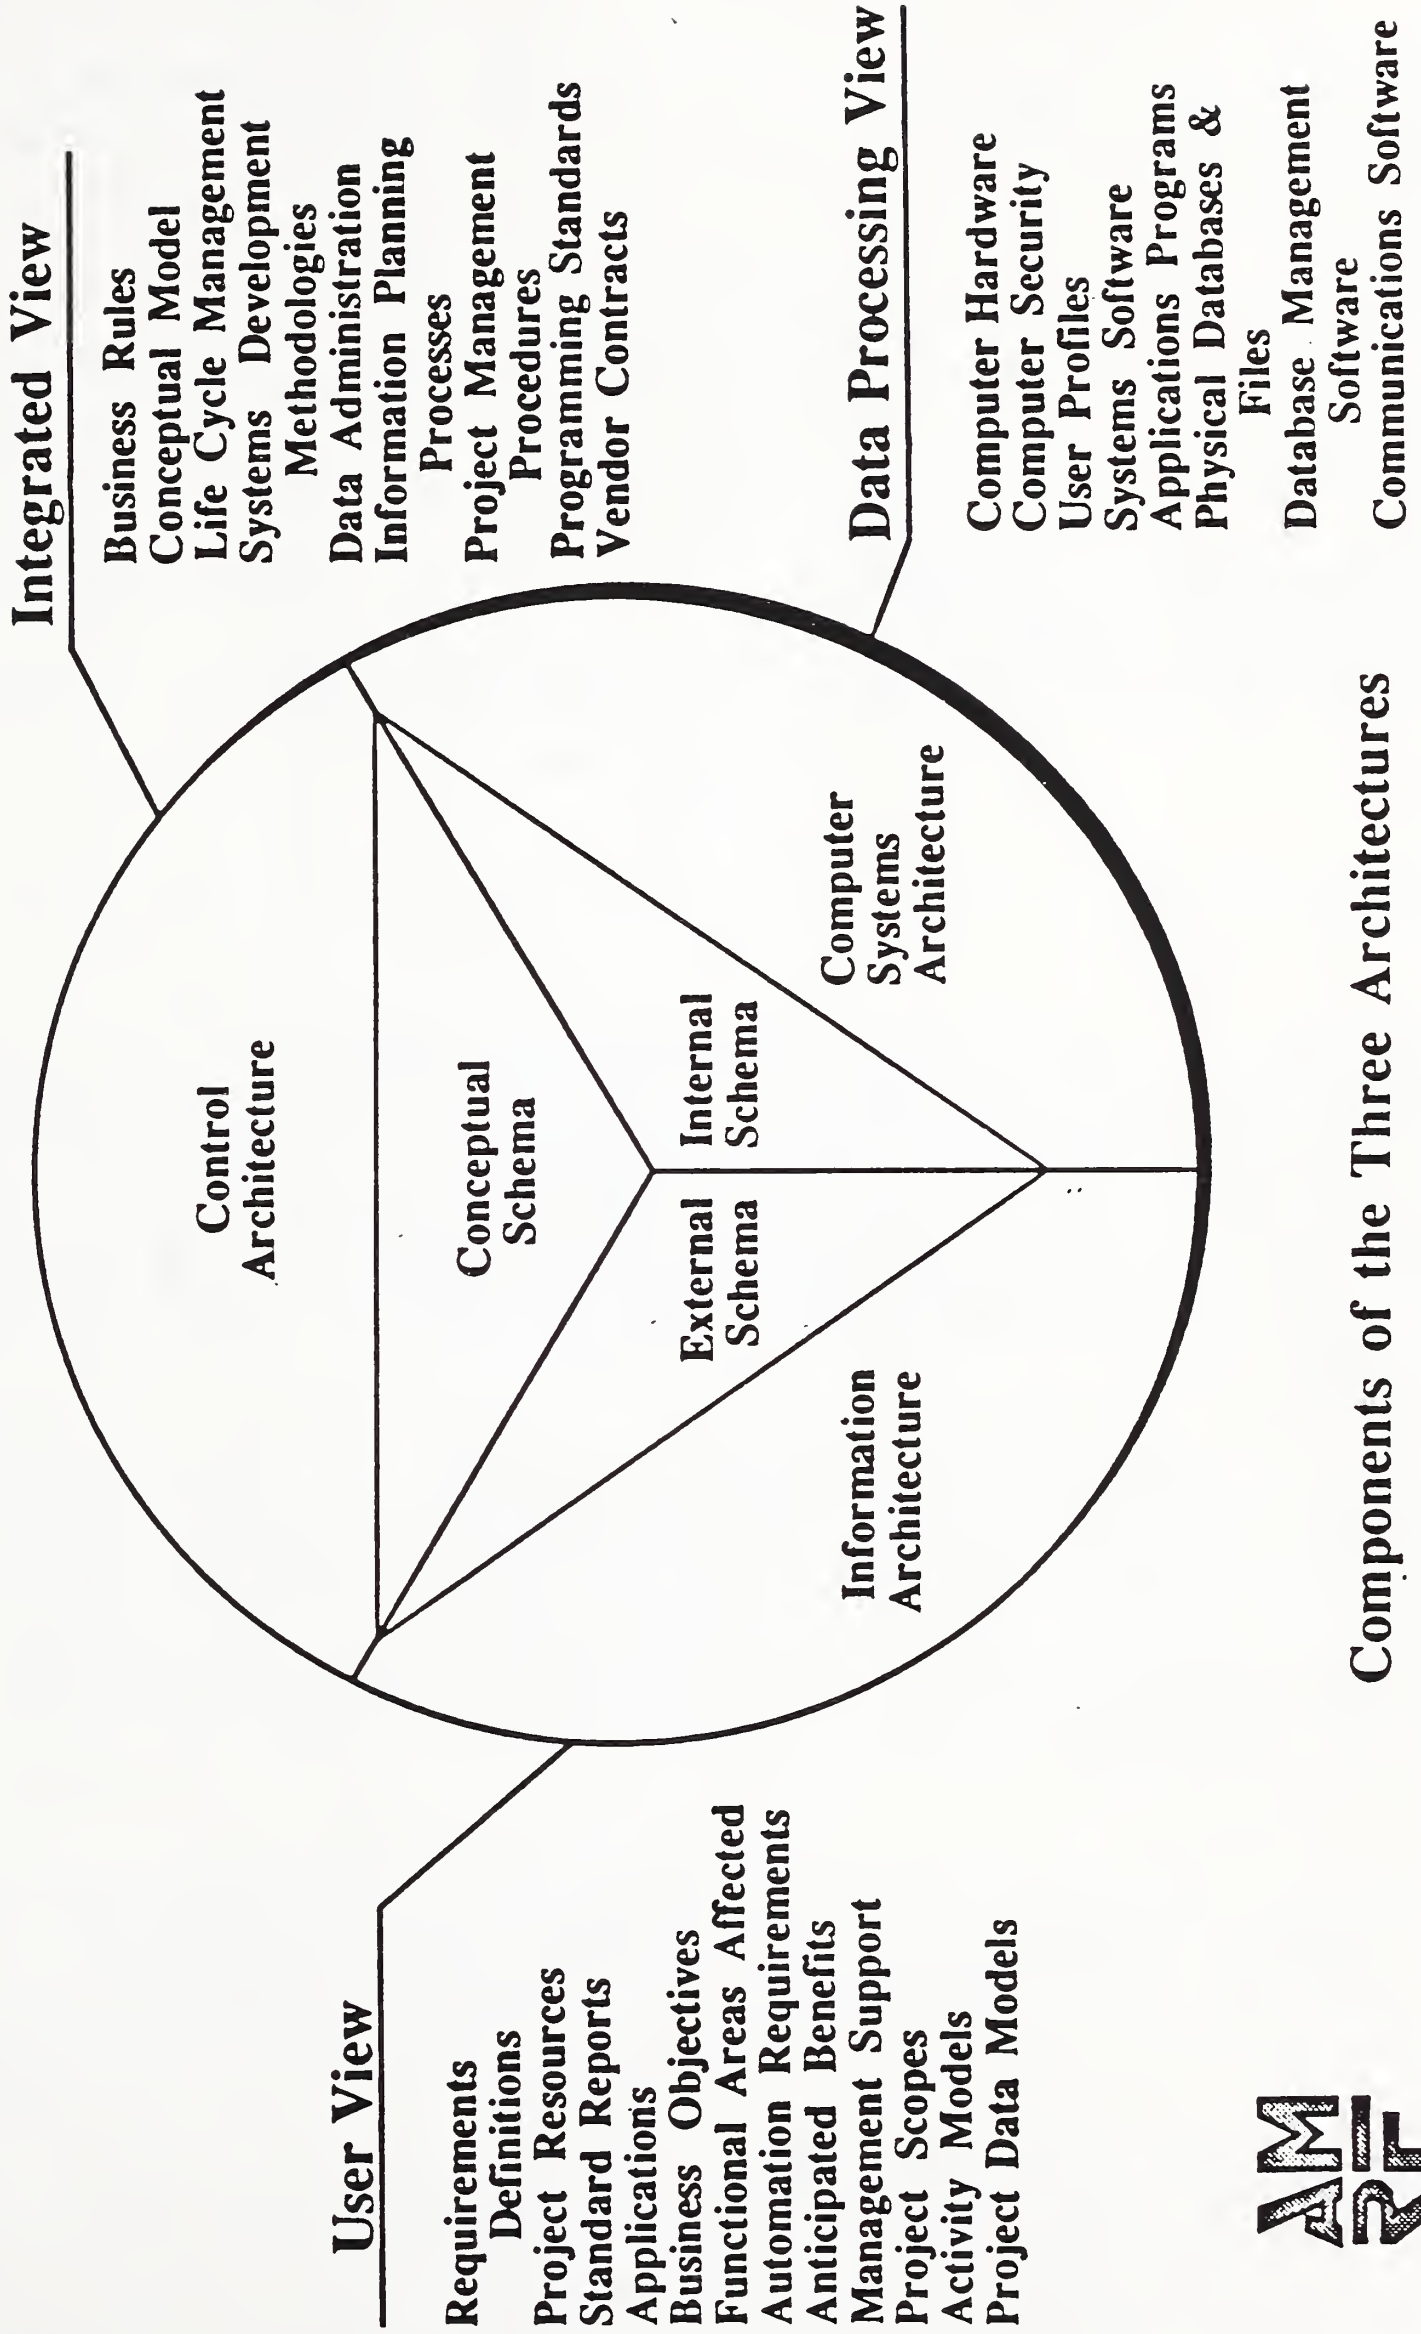 Integrated View
Business Rules
Conceptual Model
Life Cycle Management
Systems Development
Methodologies
Data Administration
Information Planning
Processes
Project Management
Procedures
Programming Standards
Vendor Contracts
User View
Requirements
Definitions
Project Resources
Standard Reports
Applications
Business Objectives
Functional Areas Affected
Automation Requirements
Anticipated Benefits
Management Support
Project Scopes
Activity Models
Project Data Models
Control
Architecture
Conceptual
Schema
External
Schema
Internal
Schema
Information
Architecture
Computer
Systems
Architecture
Data Processing View
Computer Hardware
Computer Security
User Profiles
Systems Software
Applications Programs
Physical Databases &
Files
Database Management
Software
Communications Software
Components of the Three Architectures
AM
RF